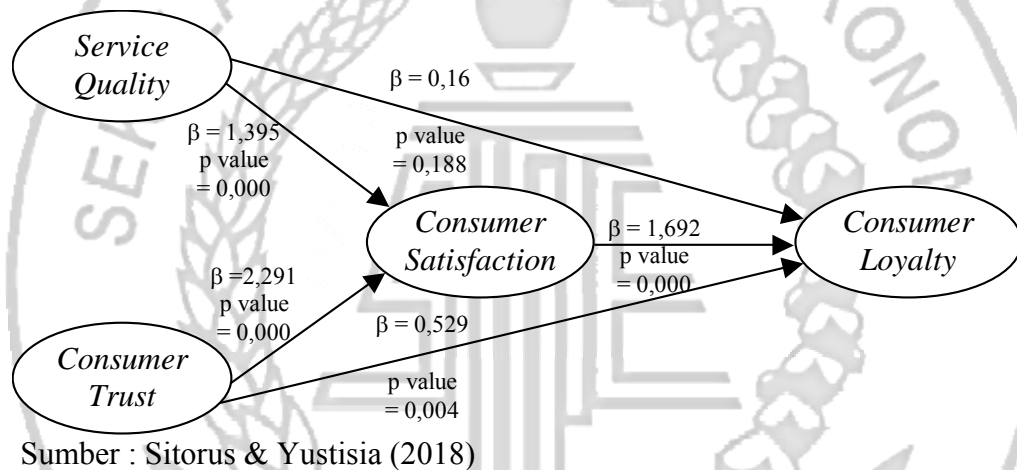 Service
Quality
β = 0,16
β = 1,395
p value
= 0,000
p value
= 0,188
Consumer
Satisfaction
β = 1,692
p value
= 0,000
Consumer
Loyalty
β =2,291
p value
= 0,000
β = 0,529
Consumer
Trust
p value
= 0,004
Sumber : Sitorus & Yustisia (2018)